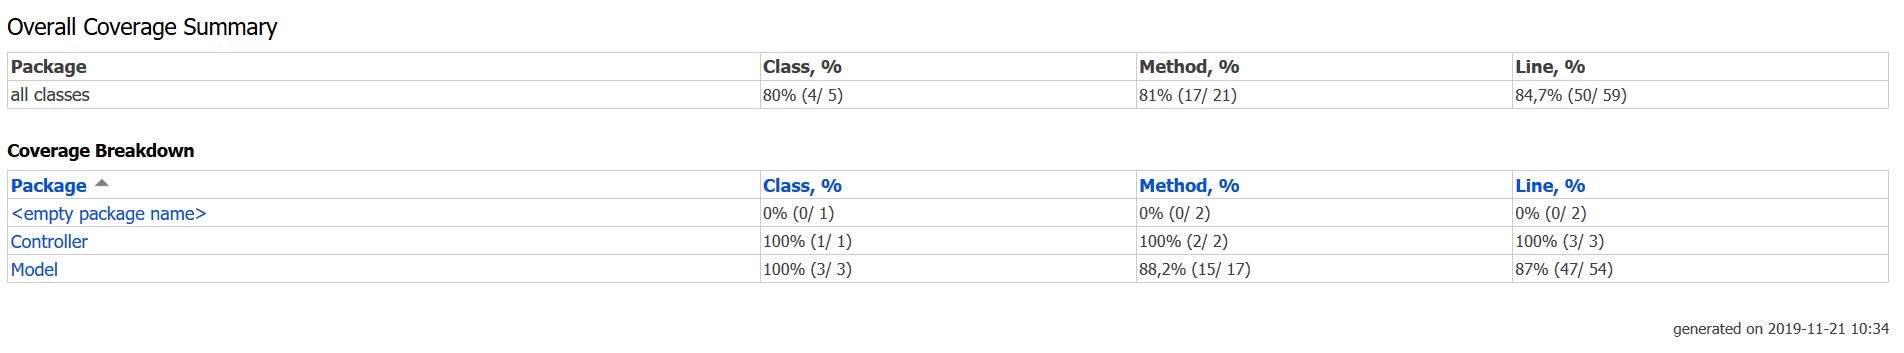 Overall Coverage Summary
Package Class, % Method, % Line, %
all classes 80% (4/ 5) 81% (17/ 21) 84,7% (50/ 59)
Coverage Breakdown
Package Class, % Method, % Line, %
<empty package name> 0% (0/ 1) 0% (0/ 2) 0% (0/ 2)
Controller 100% (1/ 1) 100% (2/ 2) 100% (3/ 3)
Model 100% (3/ 3) 88,2% (15/ 17) 87% (47/ 54)
generated on 2019-11-21 10:34